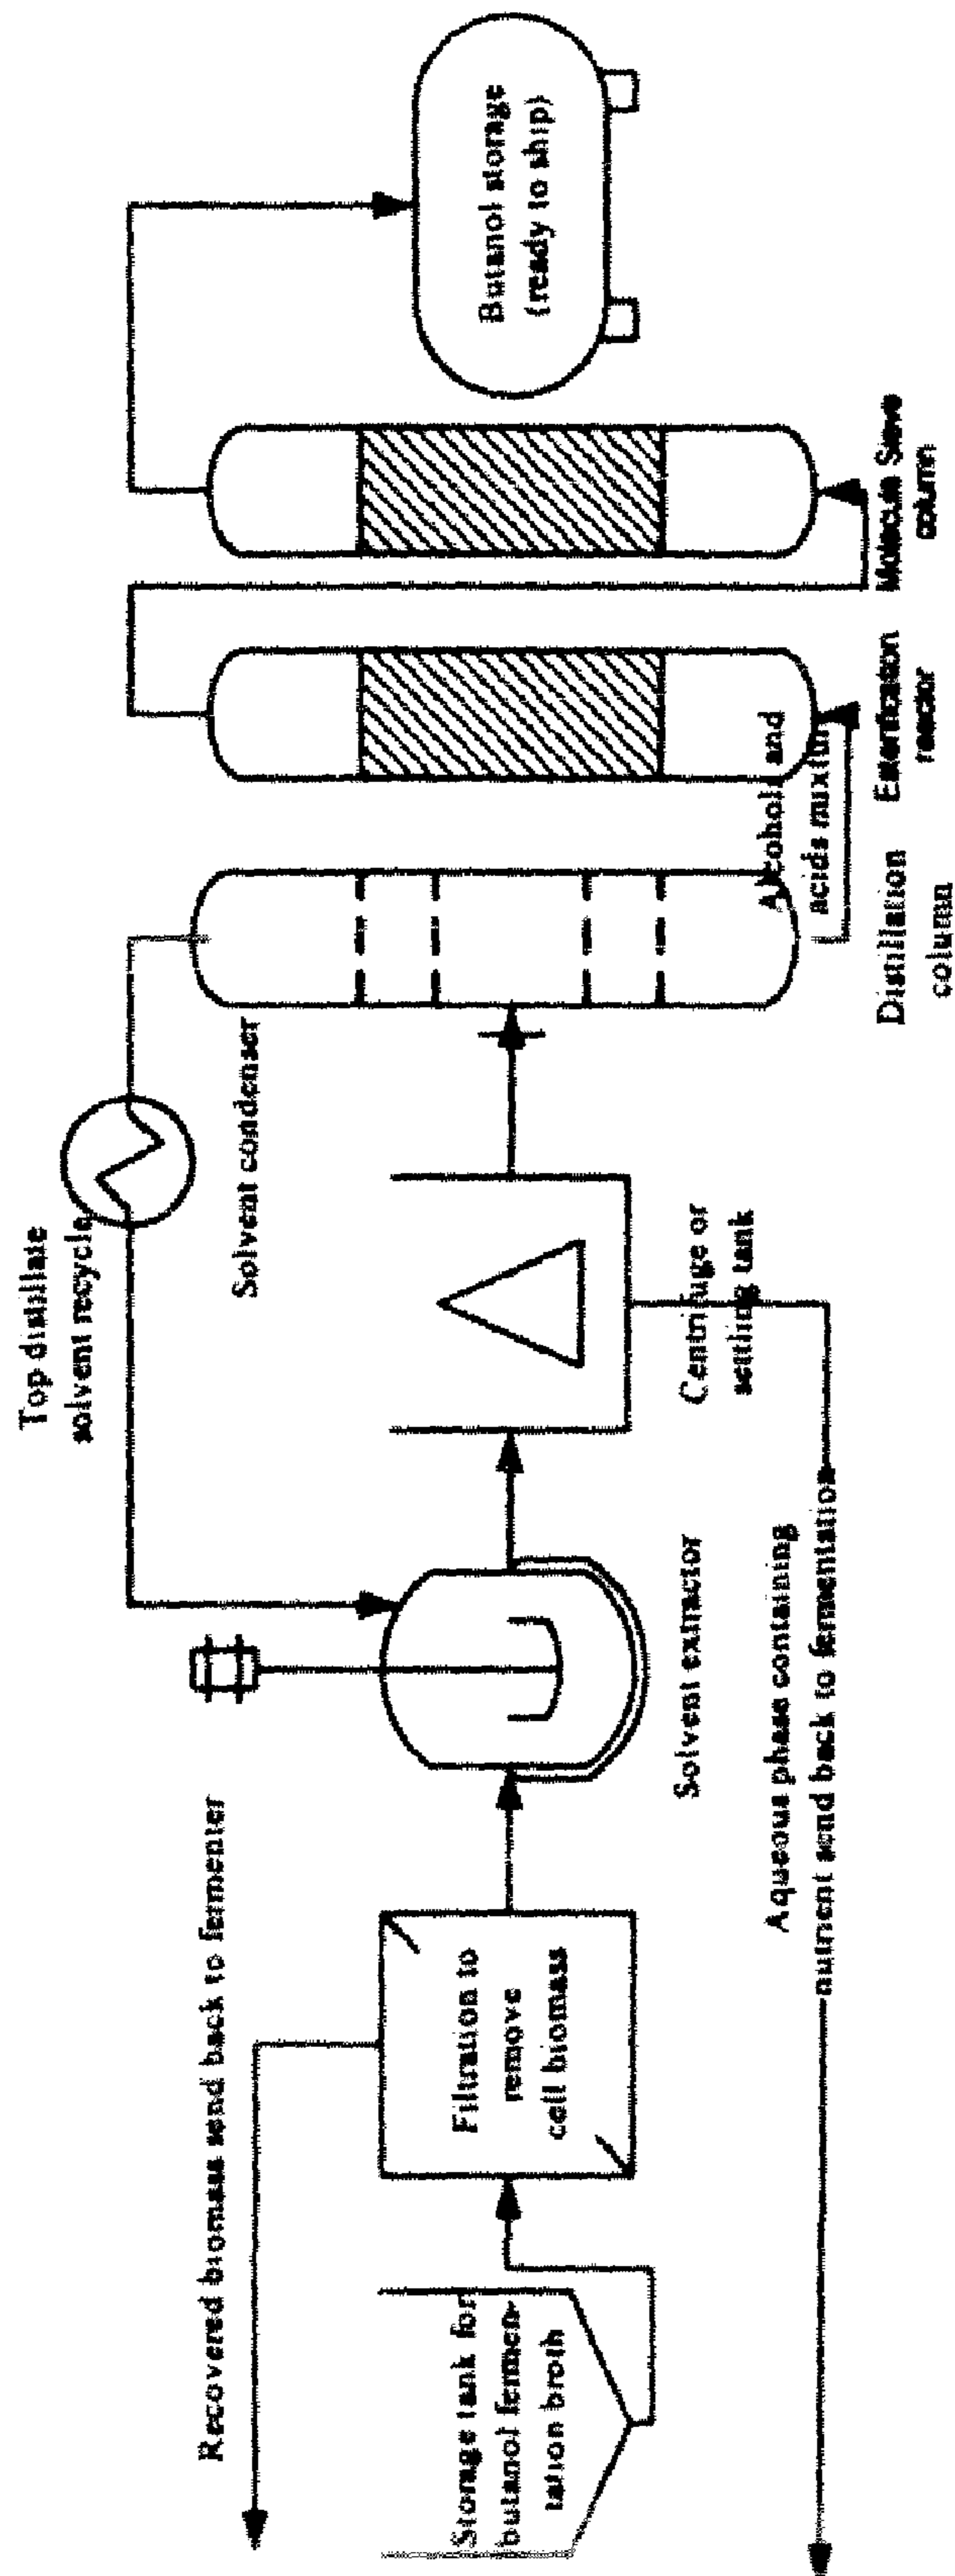 Storage tank for
butanol fermen-
tation broth
Recovered biomass send back to fermenter
Filtration to
remove
cell biomass
Solvent extractor
Aqueous phase containing
nutrient send back to fermentation
Top distillate
solvent recycle
Solvent condenser
Centrifuge or
settling tank
Distillation
column
Alcohols and
acids mixture
Esterification
reactor
Molecule Sieve
column
Butanol storage
(ready to ship)